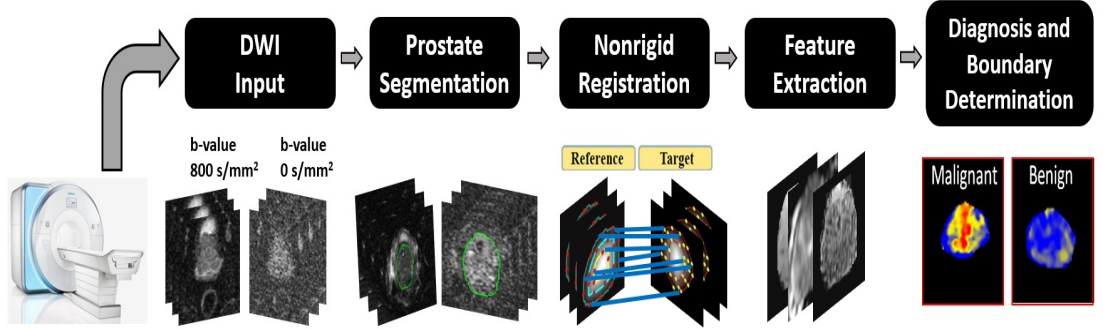 DWI
Input
Prostate
Segmentation
Nonrigid
Registration
Feature
Extraction
Diagnosis and
Boundary
Determination
b-value
800 s/mm²
b-value
0 s/mm²
Reference
Target
Malignant
Benign